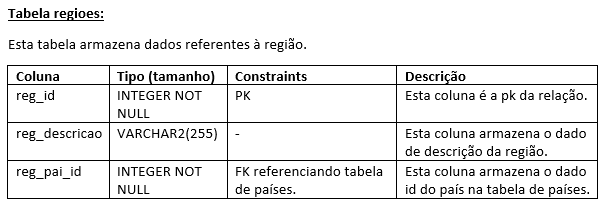 Tabela regioes:
Esta tabela armazena dados referentes à região.
Coluna Tipo (tamanho) Constraints Descrição
reg_id INTEGER NOT PK Esta coluna é a pk da relação.
NULL
reg_descricao VARCHAR2(255) - Esta coluna armazena o dado
de descrição da região.
reg_pai_id INTEGER NOT FK referenciando tabela Esta coluna armazena o dado
NULL de países. id do país na tabela de países.